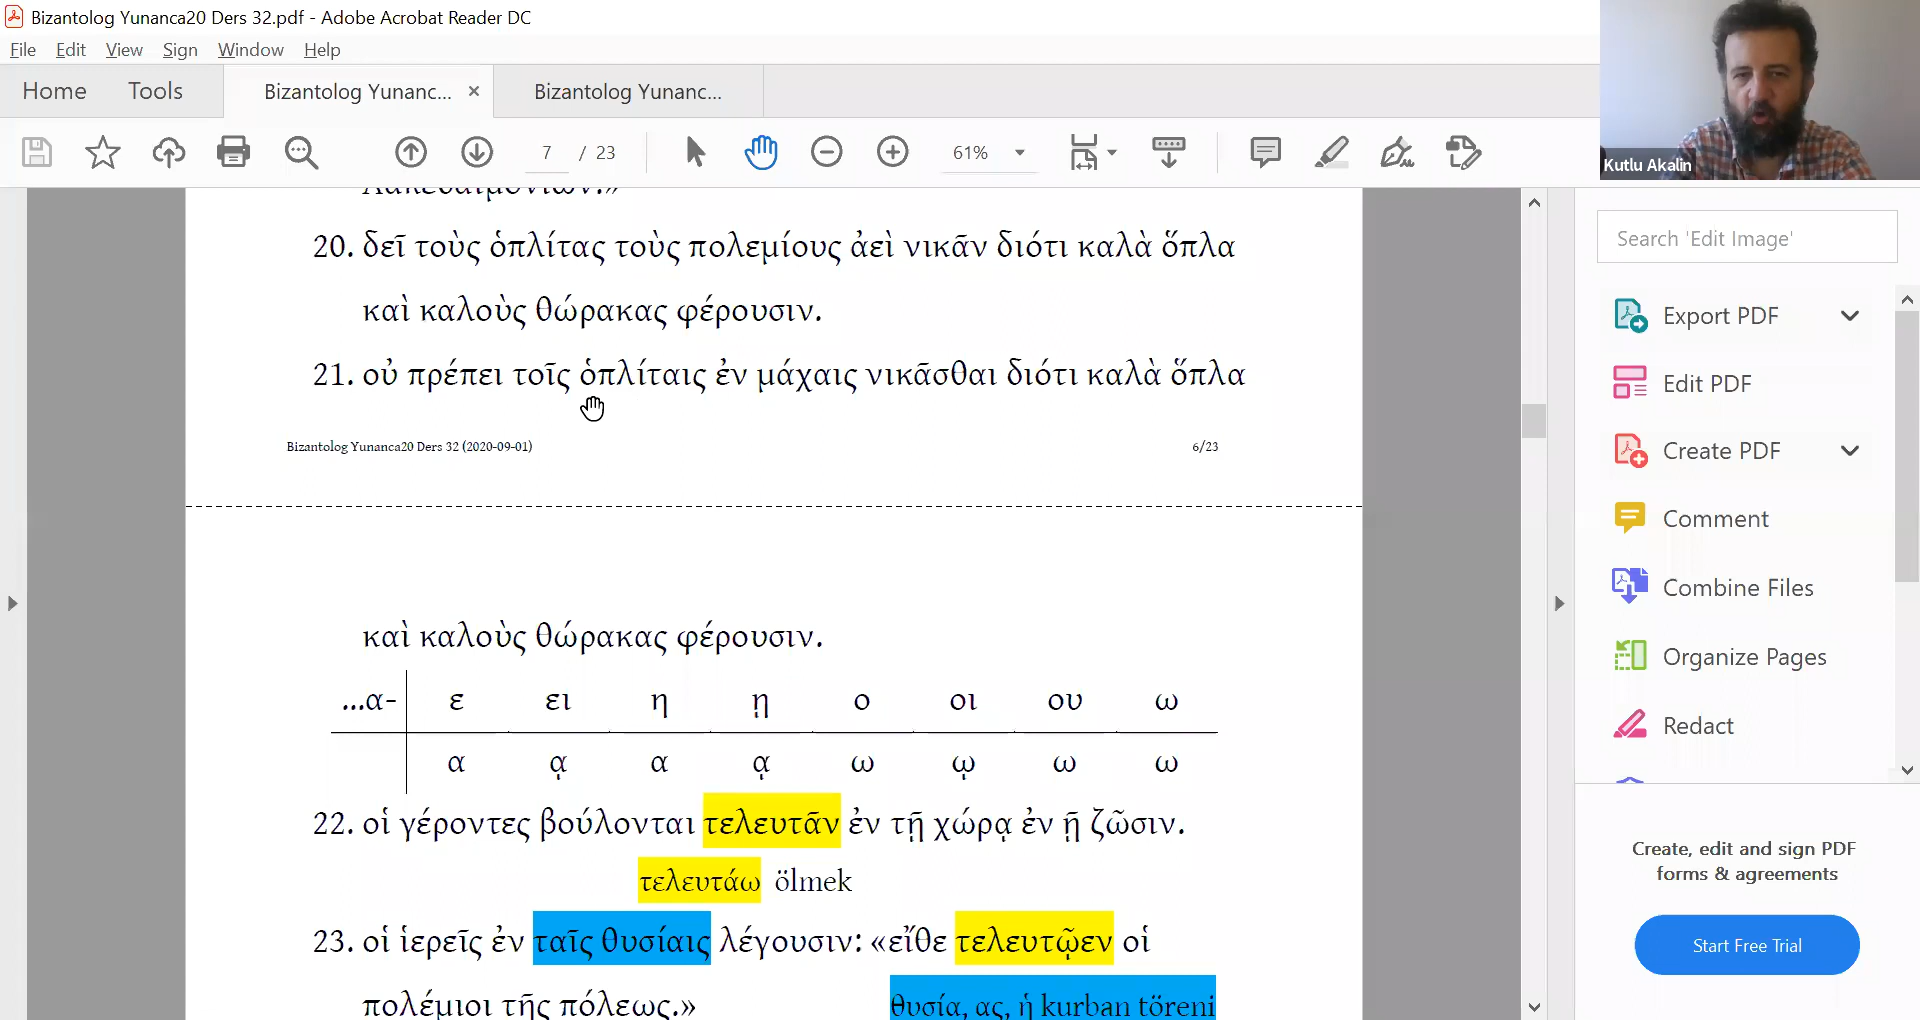 Bizantolog Yunanca20 Ders 32.pdf - Adobe Acrobat Reader DC
File Edit View Sign Window Help
Home Tools Bizantolog Yunanc... × Bizantolog Yunanc...
7 / 23 61%
Kutlu Akalin
Λακεδαιμονίων.»
20. δεῖ τοὺς ὁπλίτας τοὺς πολεμίους ἀεὶ νικᾶν διότι καλὰ ὅπλα
καὶ καλοὺς θώρακας φέρουσιν.
21. οὐ πρέπει τοῖς ὁπλίταις ἐν μάχαις νικᾶσθαι διότι καλὰ ὅπλα
Bizantolog Yunanca20 Ders 32 (2020-09-01) 6/23
καὶ καλοὺς θώρακας φέρουσιν.
...α- ε ει η ῃ ο οι ου ω
α ᾳ α ᾳ ω ῳ ω ω
22. οἱ γέροντες βούλονται τελευτᾶν ἐν τῇ χώρᾳ ἐν ᾗ ζῶσιν.
τελευτάω ölmek
23. οἱ ἱερεῖς ἐν ταῖς θυσίαις λέγουσιν: «εἴθε τελευτῷεν οἱ
πολέμιοι τῆς πόλεως.» θυσία, ας, ἡ kurban töreni
Search 'Edit Image'
Export PDF
Edit PDF
Create PDF
Comment
Combine Files
Organize Pages
Redact
Create, edit and sign PDF
forms & agreements
Start Free Trial